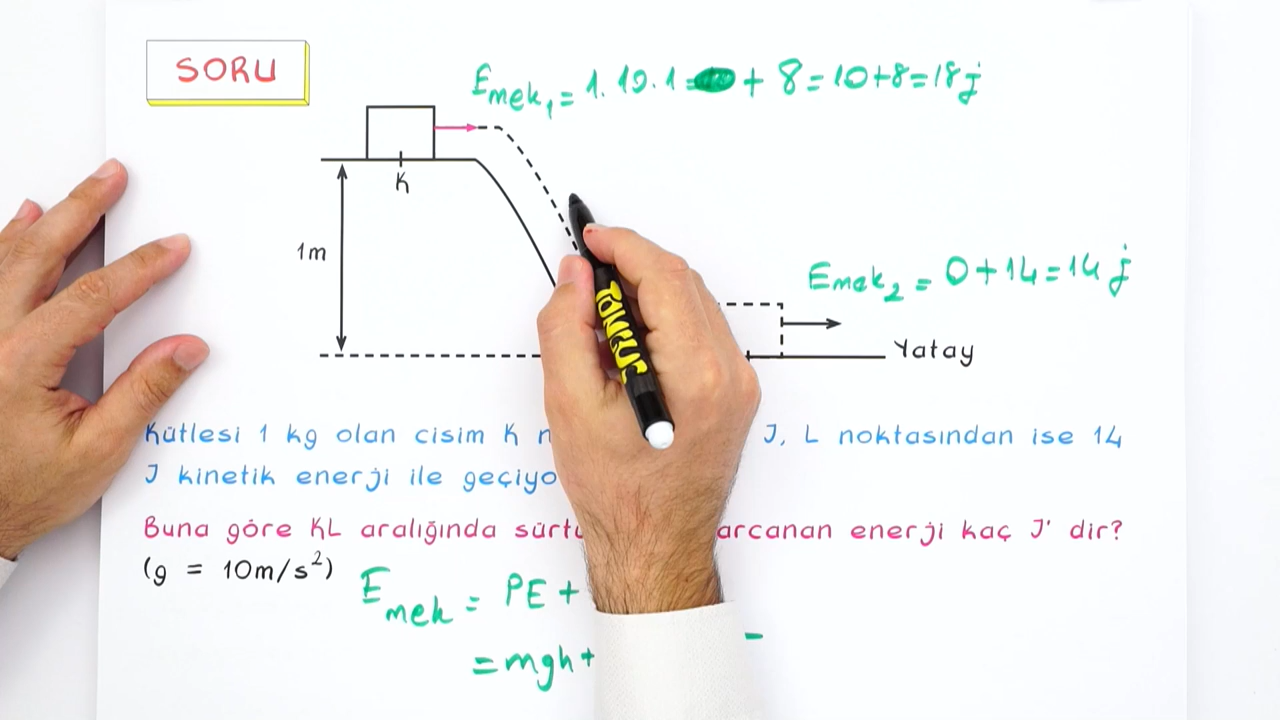 SORU
Emek₁ = 1.10.1 = + 8 = 10+8 = 18 j
K
1m
Emek₂ = 0+14 = 14 j
Yatay
TONGUÇ
Kütlesi 1 kg olan cisim K J, L noktasından ise 14
J kinetik enerji ile
Buna göre KL aralığında arcanan enerji kaç J' dir?
(g = 10m/s²)
Emek = PE +
= mgh +